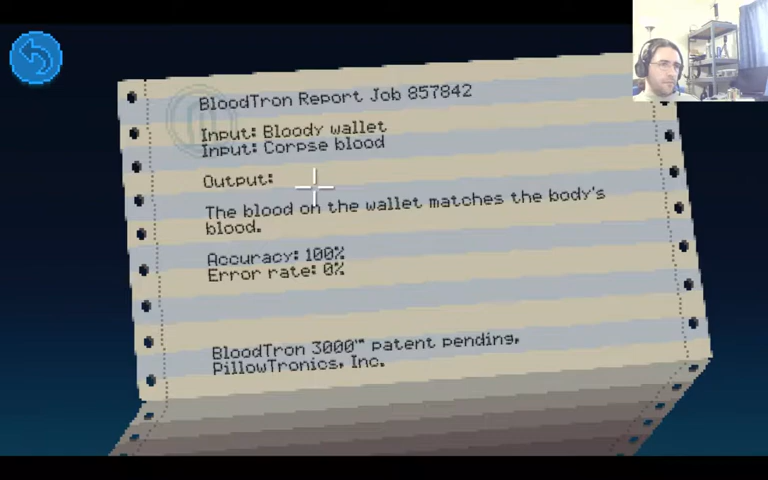 BloodTron Report Job 857842
Input: Bloody wallet
Input: Corpse blood
Output:
The blood on the wallet matches the body's
blood.
Accuracy: 100%
Error rate: 0%
BloodTron 3000™ patent pending,
PillowTronics, Inc.